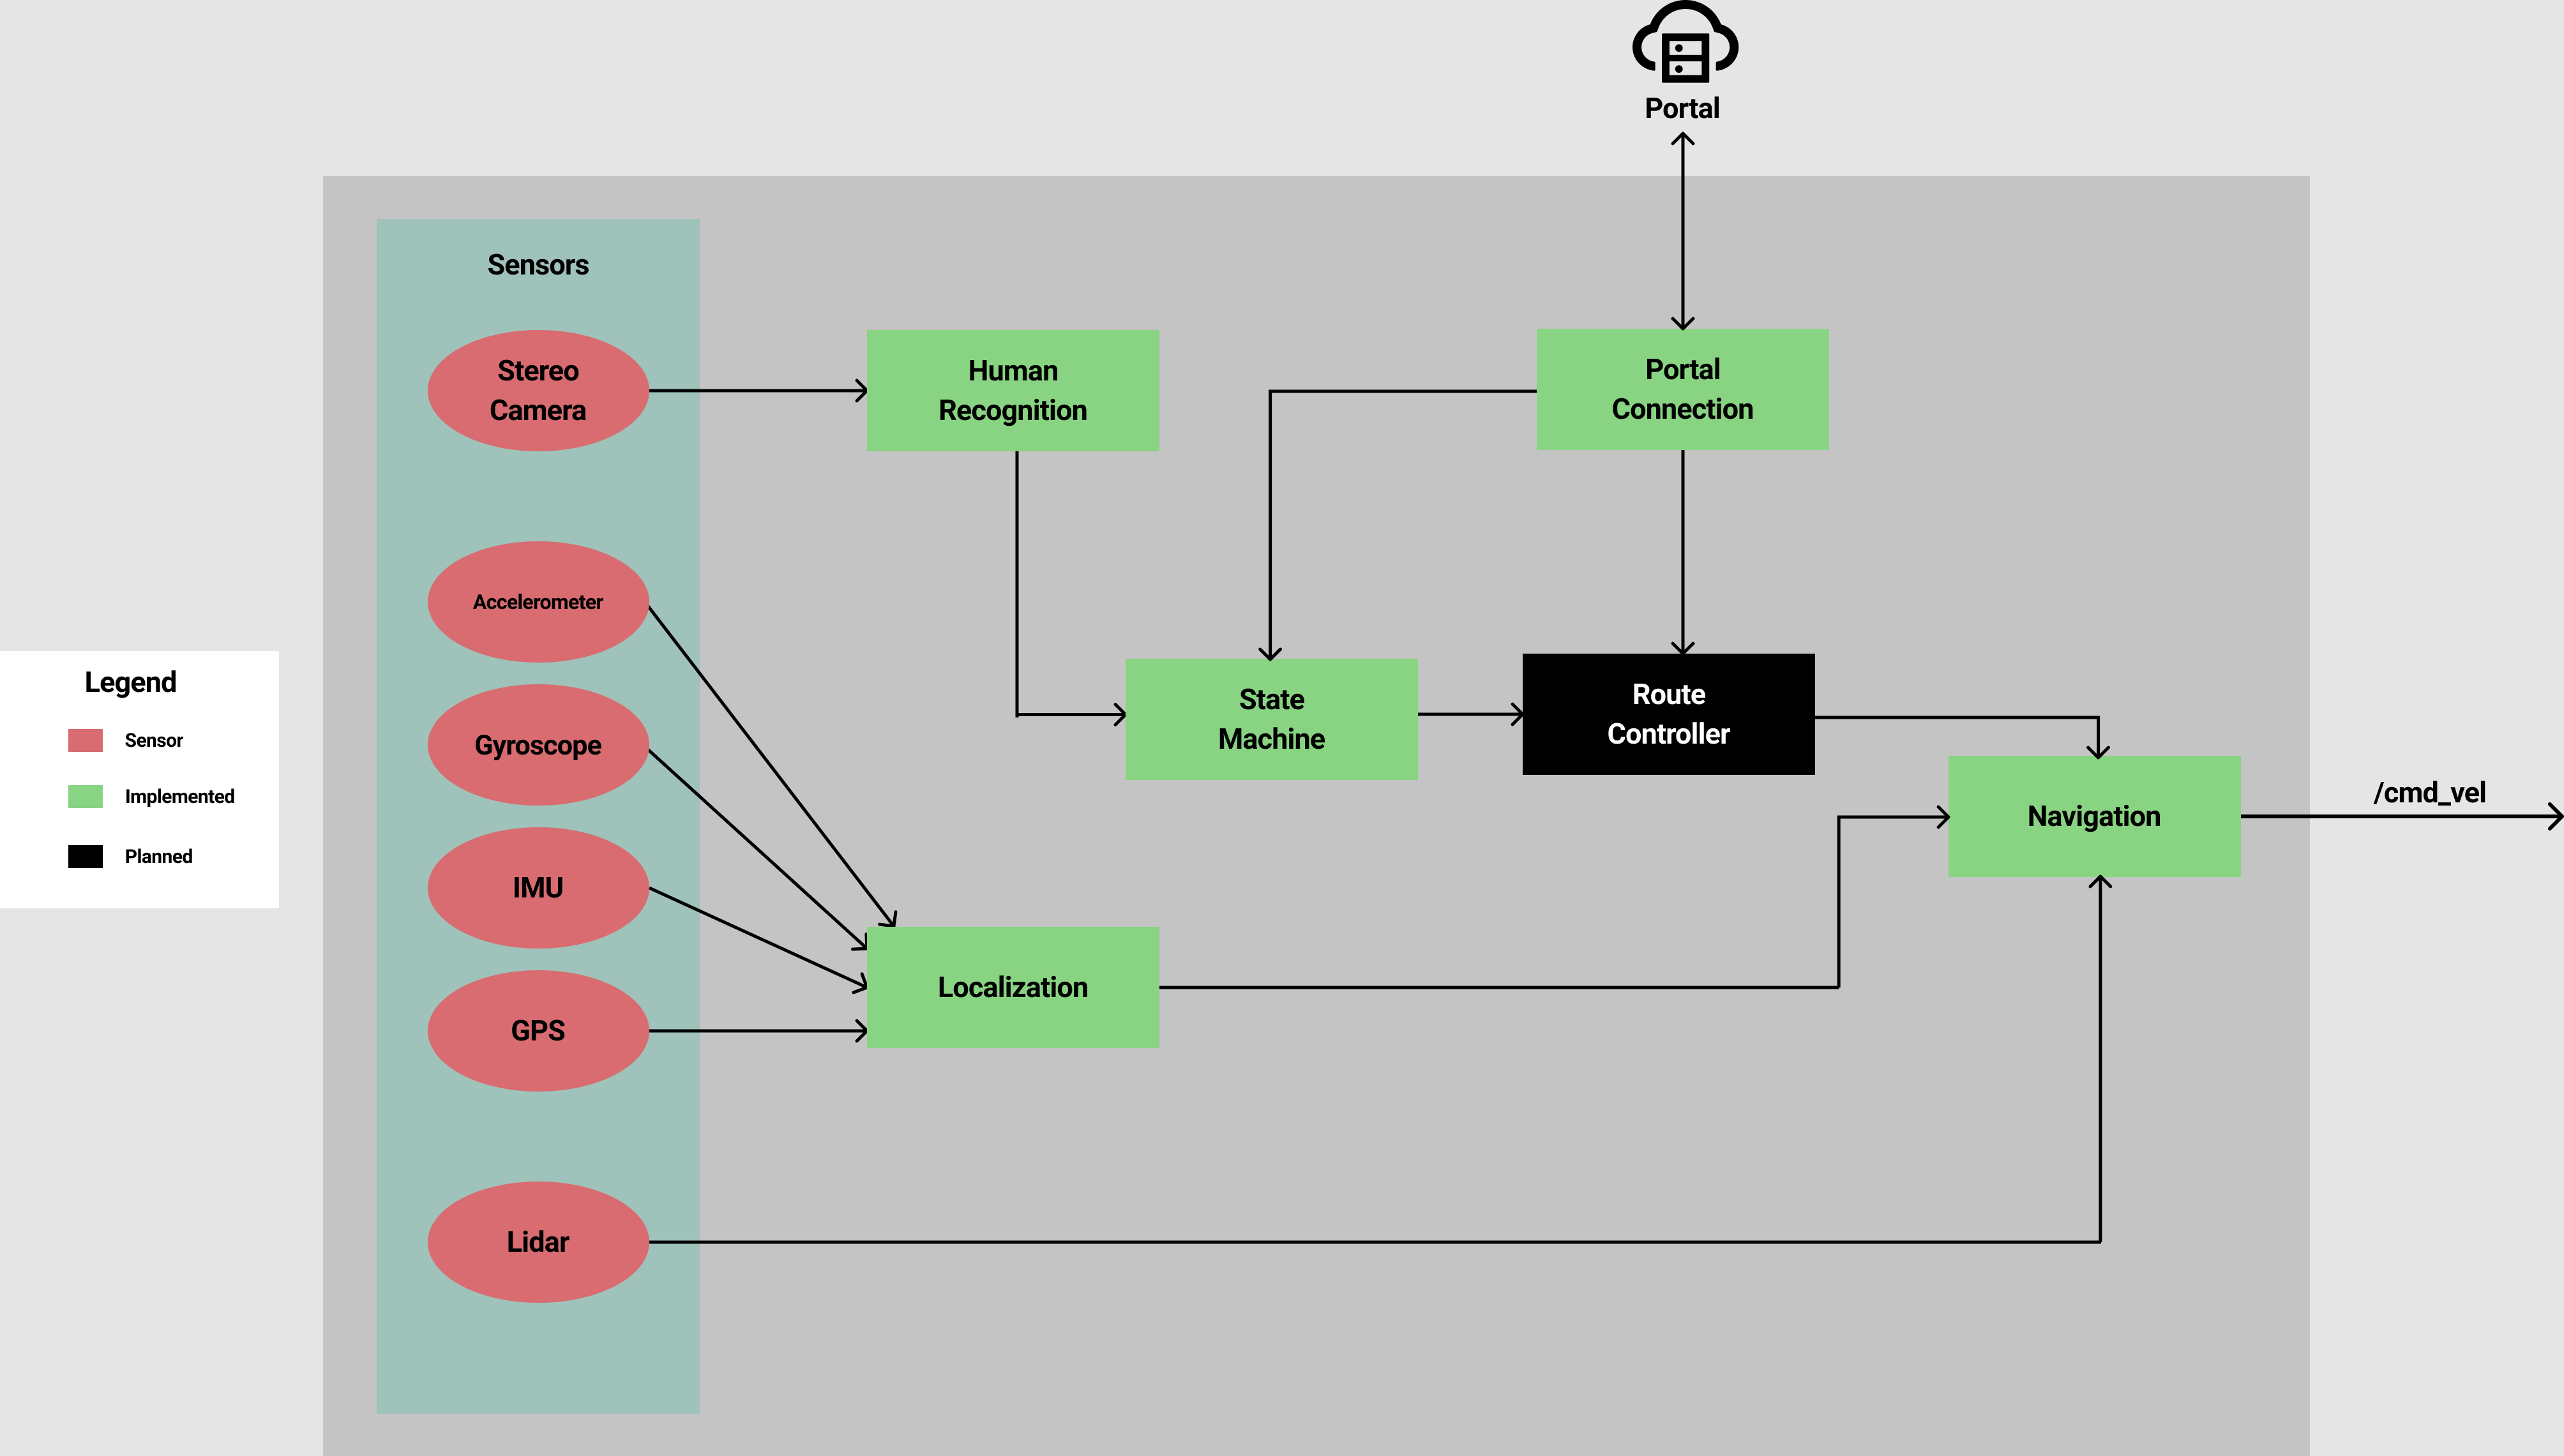 Portal
Sensors
Stereo
Camera
Human
Recognition
Portal
Connection
Accelerometer
Gyroscope
IMU
GPS
Lidar
State
Machine
Route
Controller
Navigation
/cmd_vel
Localization
Legend
Sensor
Implemented
Planned